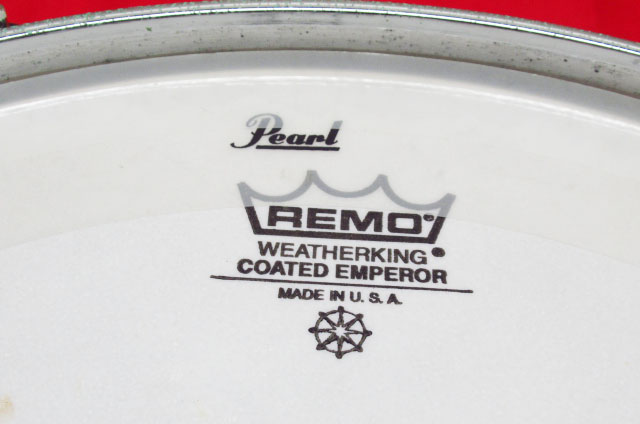 Pearl
REMO®
WEATHERKING®
COATED EMPEROR
MADE IN U. S. A.